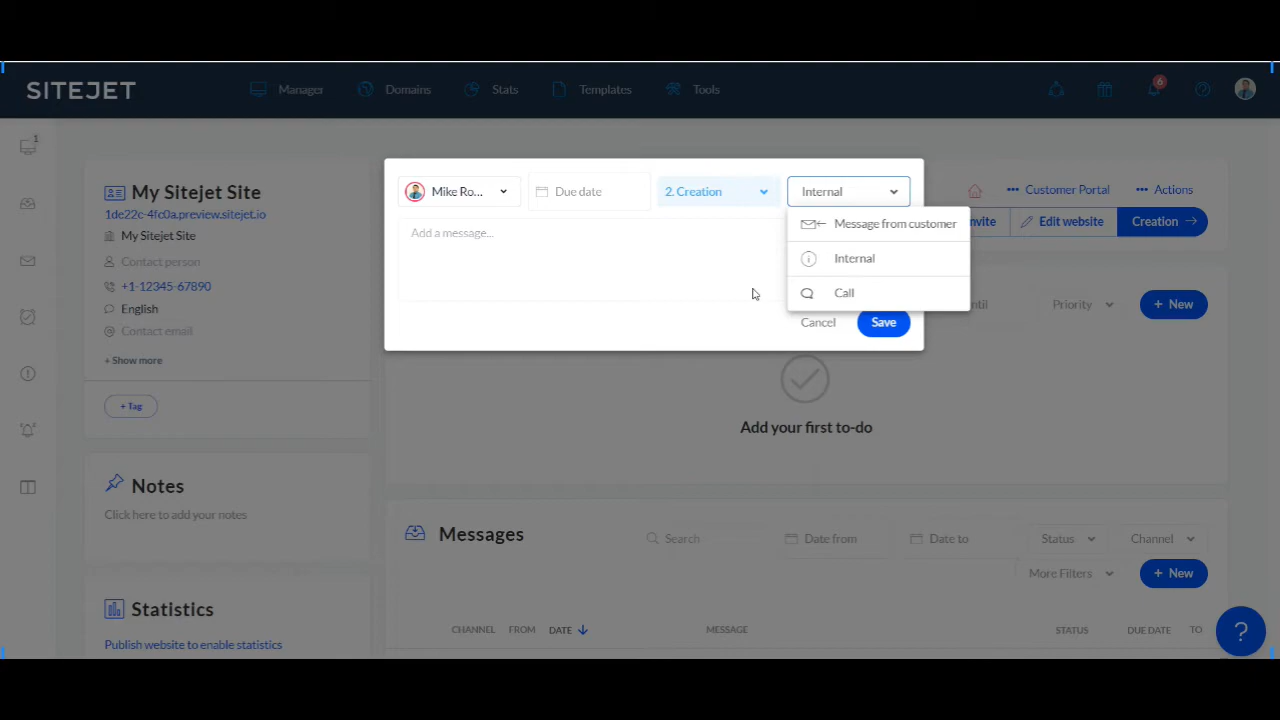 SITEJET
Manager
Domains
Stats
Templates
Tools
6
1
My Sitejet Site
1de22c-4fc0a.preview.sitejet.io
My Sitejet Site
Contact person
+1-12345-67890
English
Contact email
+ Show more
+ Tag
Mike Ro...
Due date
2. Creation
Internal
Add a message...
Message from customer
Internal
Call
Cancel
Save
Customer Portal
Actions
Edit website
Creation
Priority
+ New
Add your first to-do
Notes
Click here to add your notes
Messages
Search
Date from
Date to
Status
Channel
More Filters
+ New
CHANNEL FROM DATE MESSAGE STATUS DUE DATE TO
Statistics
Publish website to enable statistics
?